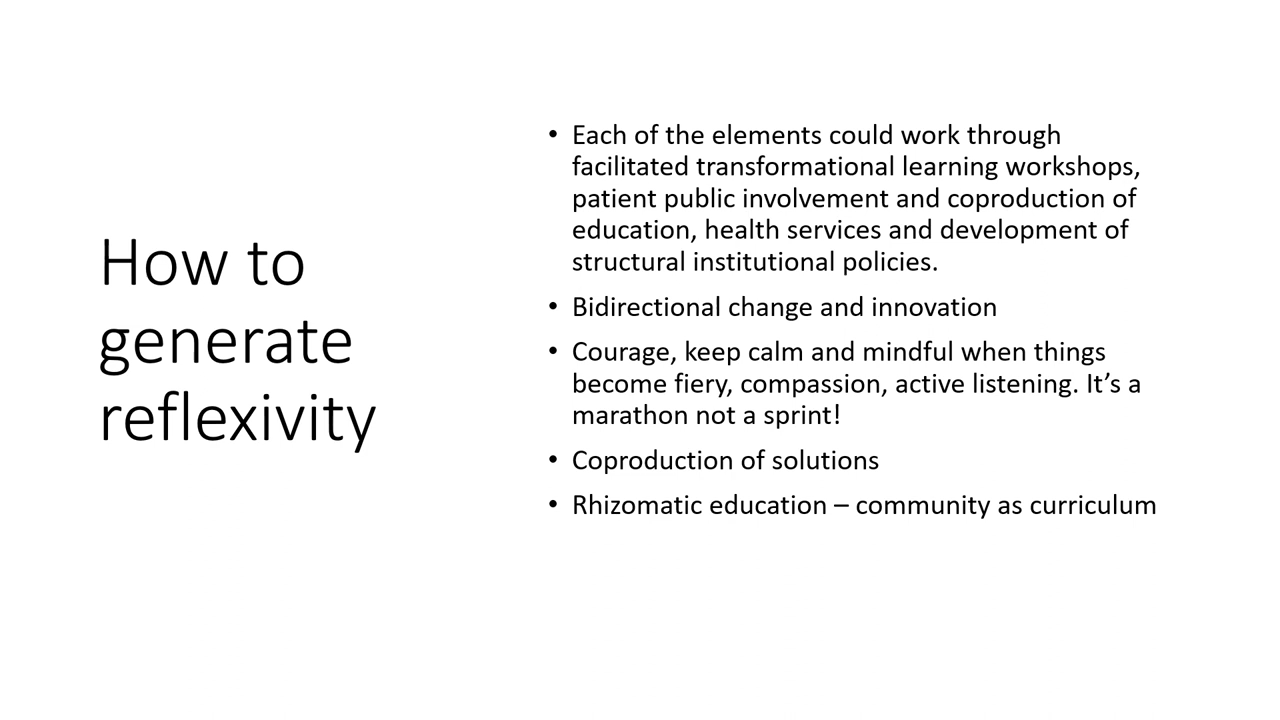 How to
generate
reflexivity
• Each of the elements could work through
facilitated transformational learning workshops,
patient public involvement and coproduction of
education, health services and development of
structural institutional policies.
• Bidirectional change and innovation
• Courage, keep calm and mindful when things
become fiery, compassion, active listening. It’s a
marathon not a sprint!
• Coproduction of solutions
• Rhizomatic education – community as curriculum